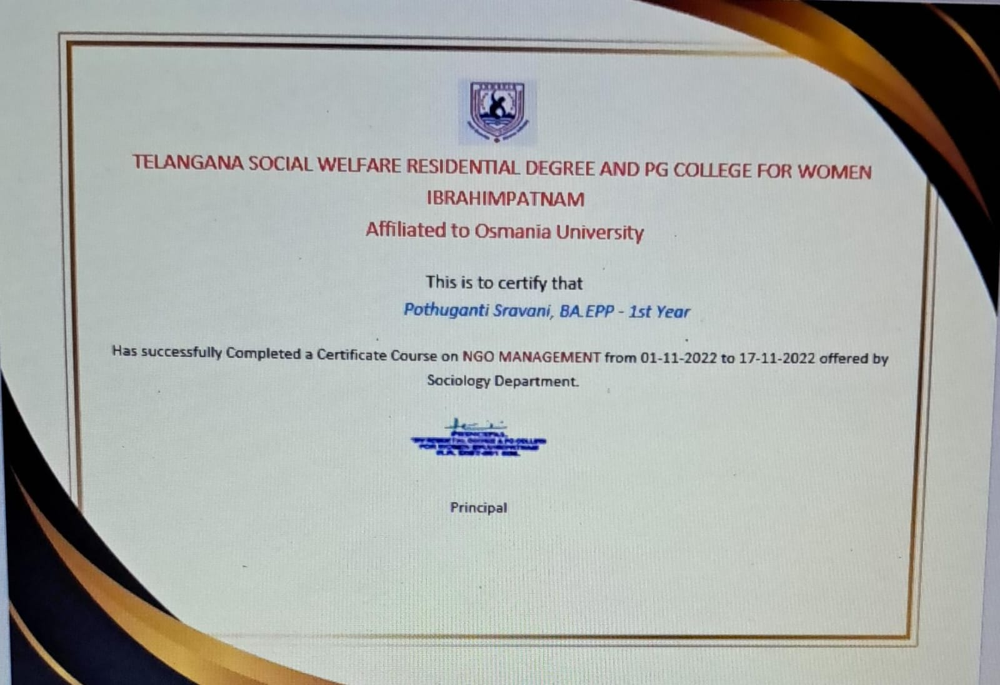 TELANGANA SOCIAL WELFARE RESIDENTIAL DEGREE AND PG COLLEGE FOR WOMEN
IBRAHIMPATNAM
Affiliated to Osmania University
This is to certify that
Pothuganti Sravani, BA.EPP - 1st Year
Has successfully Completed a Certificate Course on NGO MANAGEMENT from 01-11-2022 to 17-11-2022 offered by
Sociology Department.
PRINCIPAL
Principal